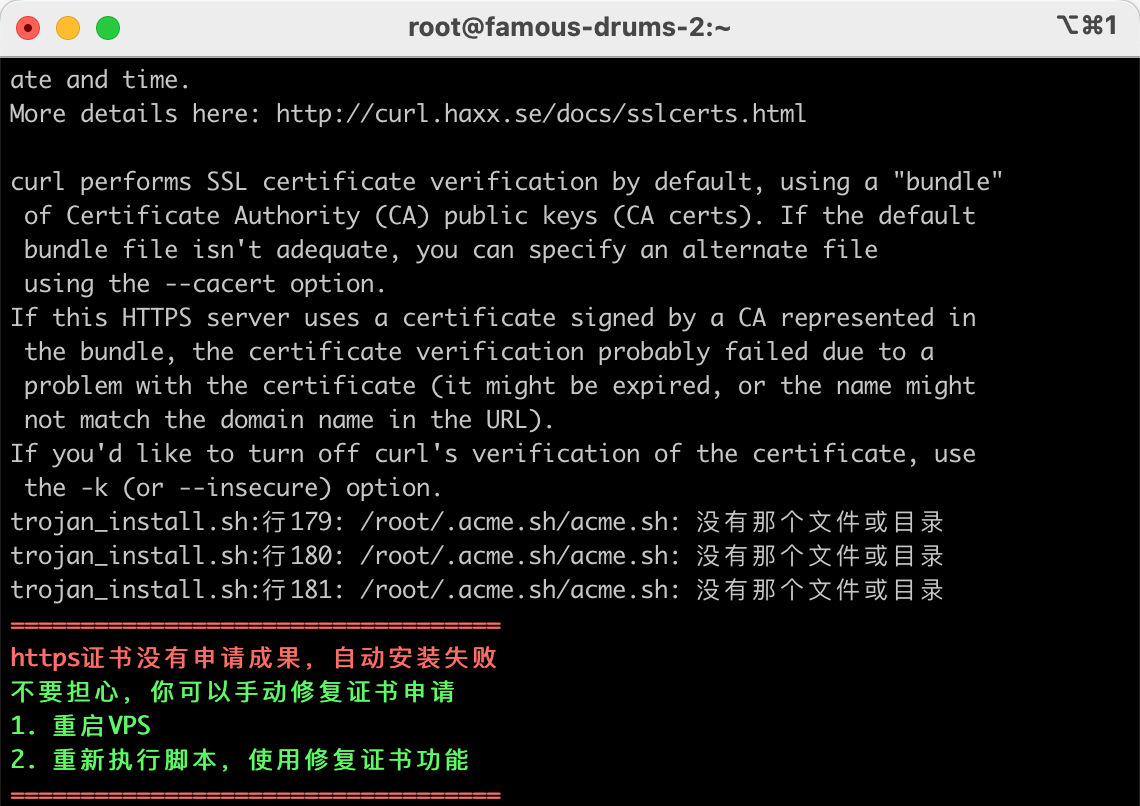 root@famous-drums-2:~
⌥⌘1
ate and time.
More details here: http://curl.haxx.se/docs/sslcerts.html
curl performs SSL certificate verification by default, using a "bundle"
of Certificate Authority (CA) public keys (CA certs). If the default
bundle file isn't adequate, you can specify an alternate file
using the --cacert option.
If this HTTPS server uses a certificate signed by a CA represented in
the bundle, the certificate verification probably failed due to a
problem with the certificate (it might be expired, or the name might
not match the domain name in the URL).
If you'd like to turn off curl's verification of the certificate, use
the -k (or --insecure) option.
trojan_install.sh:行179: /root/.acme.sh/acme.sh: 没有那个文件或目录
trojan_install.sh:行180: /root/.acme.sh/acme.sh: 没有那个文件或目录
trojan_install.sh:行181: /root/.acme.sh/acme.sh: 没有那个文件或目录
===================================
https证书没有申请成果，自动安装失败
不要担心，你可以手动修复证书申请
1. 重启VPS
2. 重新执行脚本，使用修复证书功能
===================================